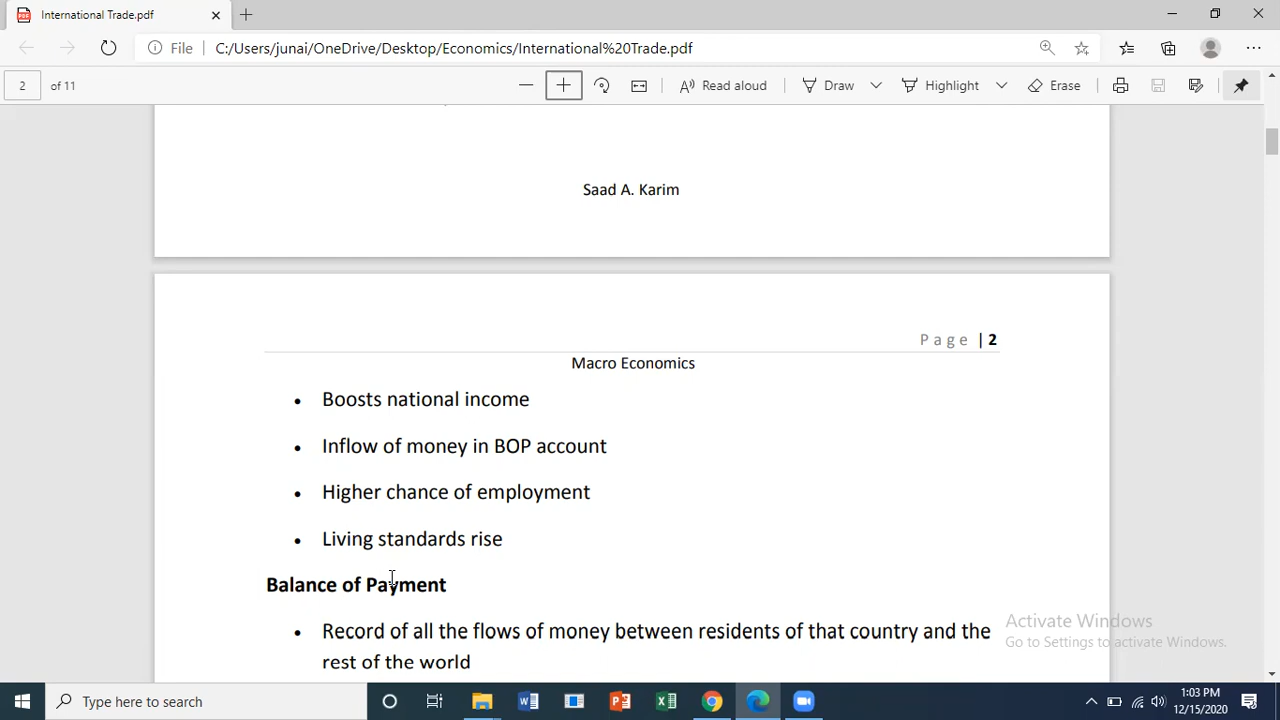 International Trade.pdf
File C:/Users/junai/OneDrive/Desktop/Economics/International%20Trade.pdf
2 of 11 Read aloud Draw Highlight Erase
Saad A. Karim
Page | 2
Macro Economics
• Boosts national income
• Inflow of money in BOP account
• Higher chance of employment
• Living standards rise
Balance of Payment
• Record of all the flows of money between residents of that country and the
rest of the world
Activate Windows
Go to Settings to activate Windows.
Type here to search
1:03 PM
12/15/2020